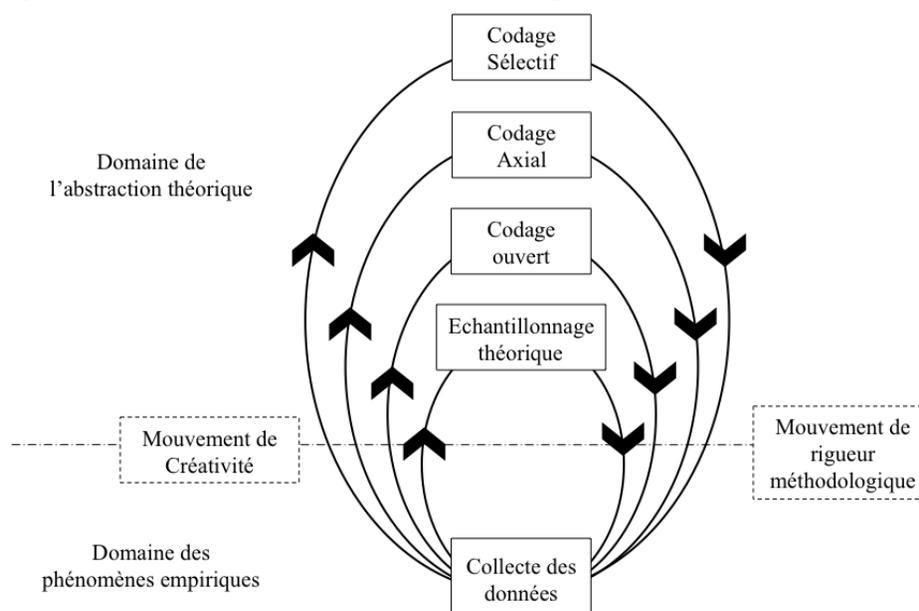 Codage
Sélectif
Codage
Axial
Domaine de
l’abstraction théorique
Codage
ouvert
Echantillonnage
théorique
Mouvement de
Créativité
Mouvement de
rigueur
méthodologique
Domaine des
phénomènes empiriques
Collecte des
données